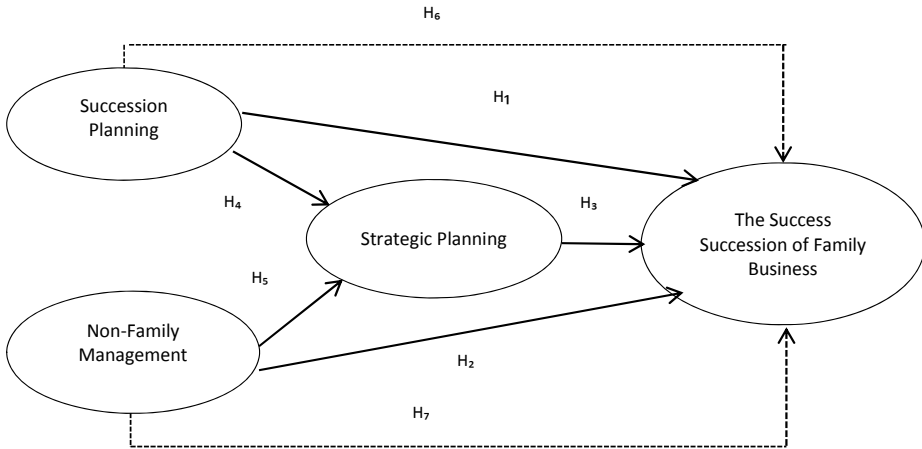 H₆
H1
Succession
Planning
H₄
H₃
Strategic Planning
The Success
Succession of Family
Business
H₅
Non-Family
Management
H₂
H₇